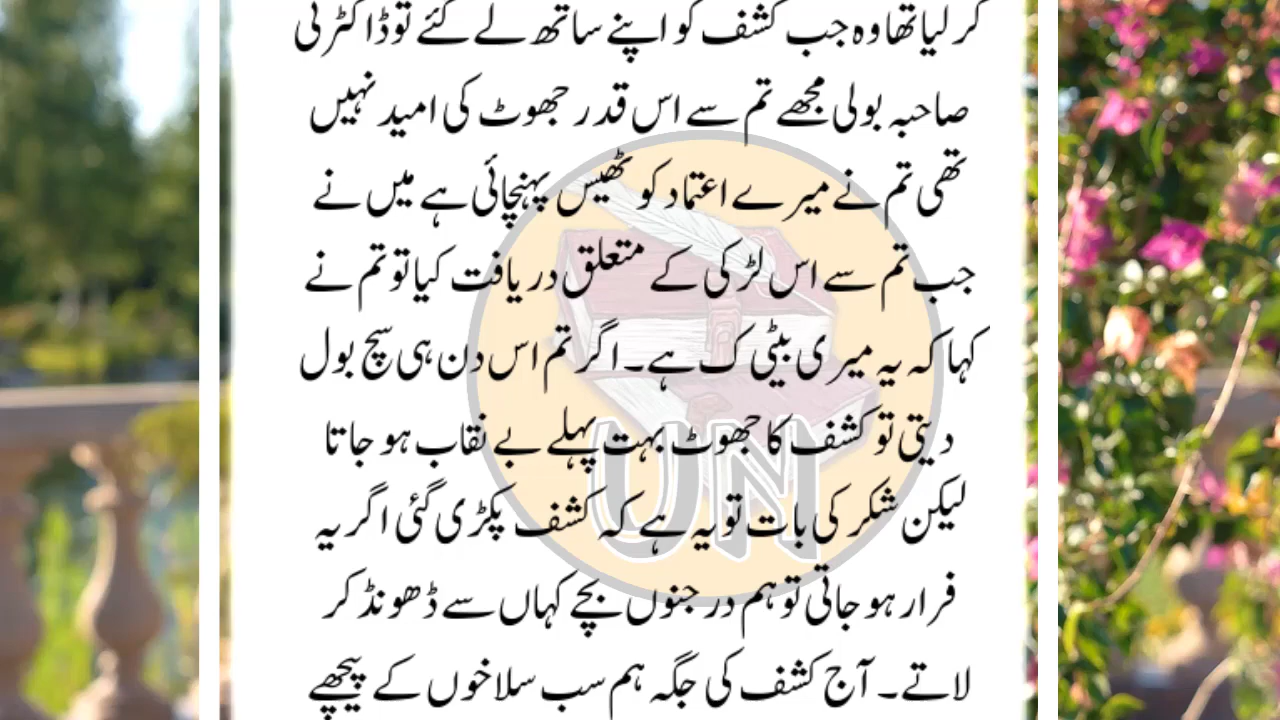 کر لیا تھا وہ جب کشف کو اپنے ساتھ لے گئے تو ڈاکٹرنی
صاحبہ بولی مجھے تم سے اس قدر جھوٹ کی امید نہیں
تھی تم نے میرے اعتماد کو ٹھیس پہنچائی ہے میں نے
جب تم سے اس لڑکی کے متعلق دریافت کیا تو تم نے
کہا کہ یہ میری بیٹی ک ہے۔ اگر تم اس دن ہی سچ بول
دیتی تو کشف کا جھوٹ بہت پہلے بے نقاب ہو جاتا
لیکن شکر کی بات تو یہ ہے کہ کشف پکڑی گئی اگر یہ
فرار ہو جاتی تو ہم درجنوں بچے کہاں سے ڈھونڈ کر
لاتے۔ آج کشف کی جگہ ہم سب سلاخوں کے پیچھے
UN